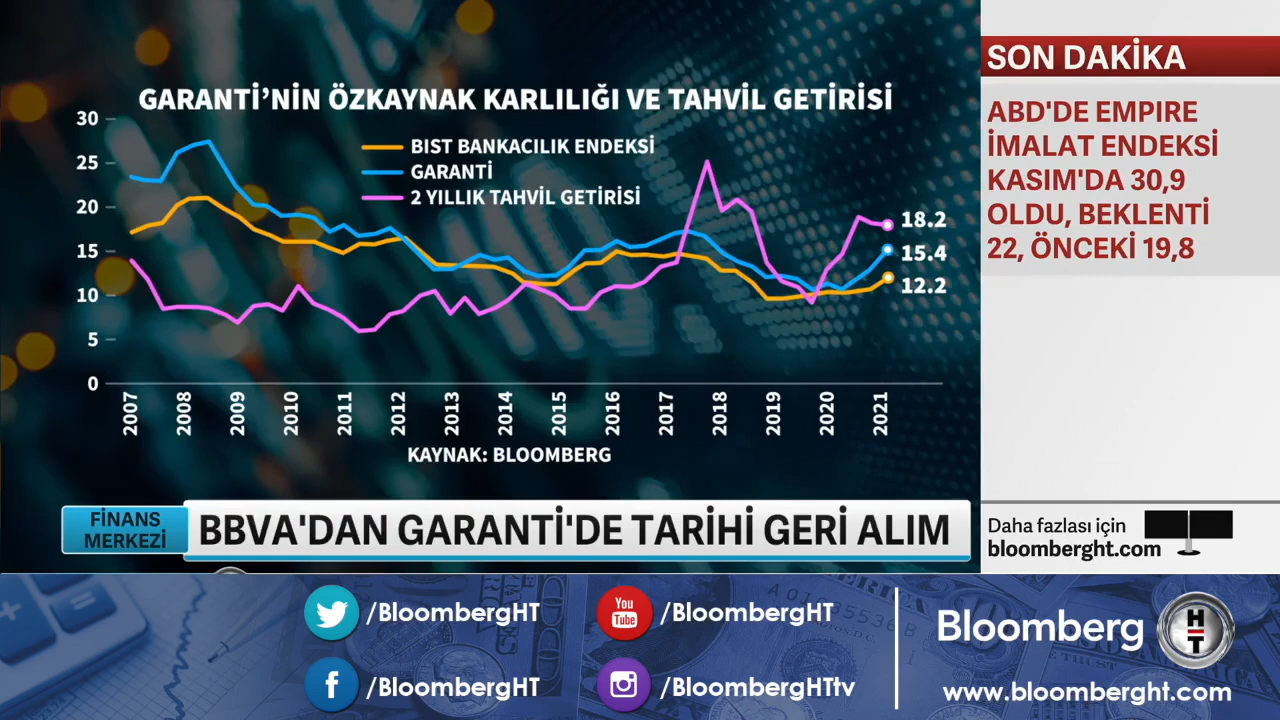 GARANTİ'NİN ÖZKAYNAK KARLILIĞI VE TAHVİL GETİRİSİ
30
25
20
15
10
5
0
BIST BANKACILIK ENDEKSİ
GARANTİ
2 YILLIK TAHVİL GETİRİSİ
18.2
15.4
12.2
2007
2008
2009
2010
2011
2012
2013
2014
2015
2016
2017
2018
2019
2020
2021
KAYNAK: BLOOMBERG
SON DAKİKA
ABD'DE EMPIRE
İMALAT ENDEKSİ
KASIM'DA 30,9
OLDU, BEKLENTİ
22, ÖNCEKİ 19,8
Daha fazlası için
bloomberght.com
FİNANS
MERKEZİ
BBVA'DAN GARANTİ'DE TARİHİ GERİ ALIM
/BloombergHT
You
Tube
/BloombergHT
f
/BloombergHT
/BloombergHTtv
Bloomberg
HT
www.bloomberght.com